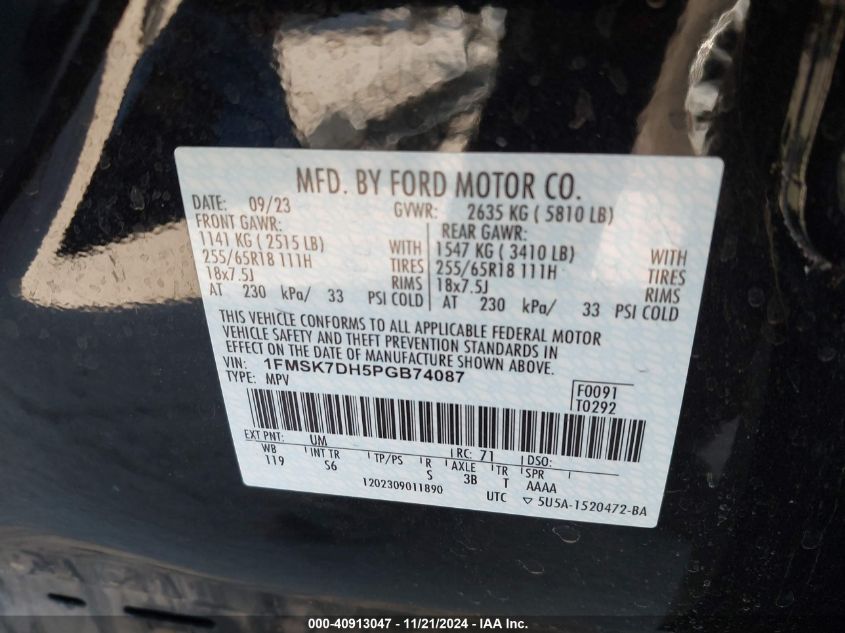 MFD. BY FORD MOTOR CO.
DATE: 09/23 GVWR: 2635 KG ( 5810 LB)
FRONT GAWR: REAR GAWR:
1141 KG ( 2515 LB) WITH 1547 KG ( 3410 LB) WITH
255/65R18 111H TIRES 255/65R18 111H TIRES
18x7.5J RIMS 18x7.5J RIMS
AT 230 kPa/ 33 PSI COLD AT 230 kPa/ 33 PSI COLD
THIS VEHICLE CONFORMS TO ALL APPLICABLE FEDERAL MOTOR
VEHICLE SAFETY AND THEFT PREVENTION STANDARDS IN
EFFECT ON THE DATE OF MANUFACTURE SHOWN ABOVE.
VIN: 1FMSK7DH5PGB74087
TYPE: MPV
F0091
T0292
EXT PNT: UM RC: 71 DSO:
WB INT TR TP/PS R AXLE TR SPR
119 S6 S 3B T AAAA
1202309011890 UTC ▽ 5U5A-1520472-BA
000-40913047 - 11/21/2024 - IAA Inc.